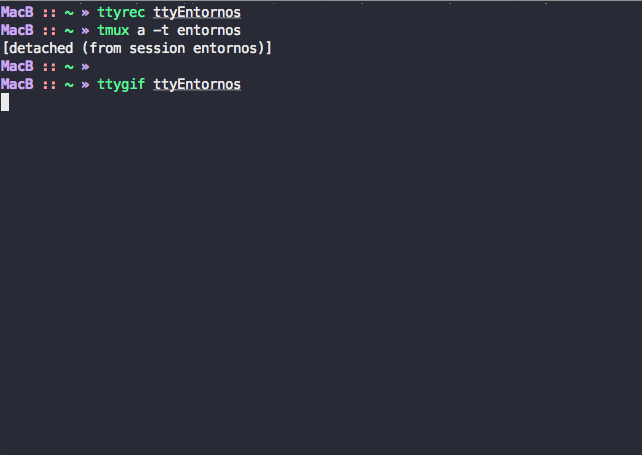 MacB :: ~ » ttyrec ttyEntornos
MacB :: ~ » tmux a -t entornos
[detached (from session entornos)]
MacB :: ~ »
MacB :: ~ » ttygif ttyEntornos